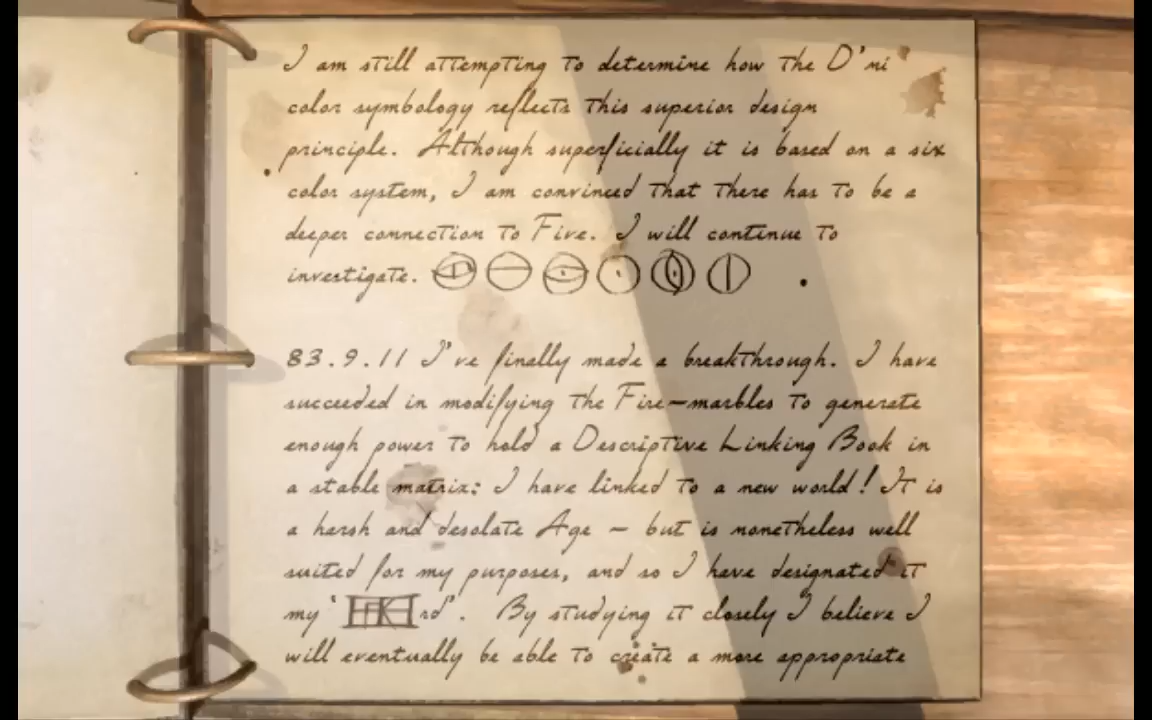 I am still attempting to determine how the D'ni
color symbology reflects this superior design
principle. Although superficially it is based on a six
color system, I am convinced that there has to be a
deeper connection to Five. I will continue to
investigate.
83.9.11 I've finally made a breakthrough. I have
succeeded in modifying the Fire-marbles to generate
enough power to hold a Descriptive Linking Book in
a stable matrix; I have linked to a new world! It is
a harsh and desolate Age - but is nonetheless well
suited for my purposes, and so I have designated it
my ' rd'. By studying it closely I believe I
will eventually be able to create a more appropriate